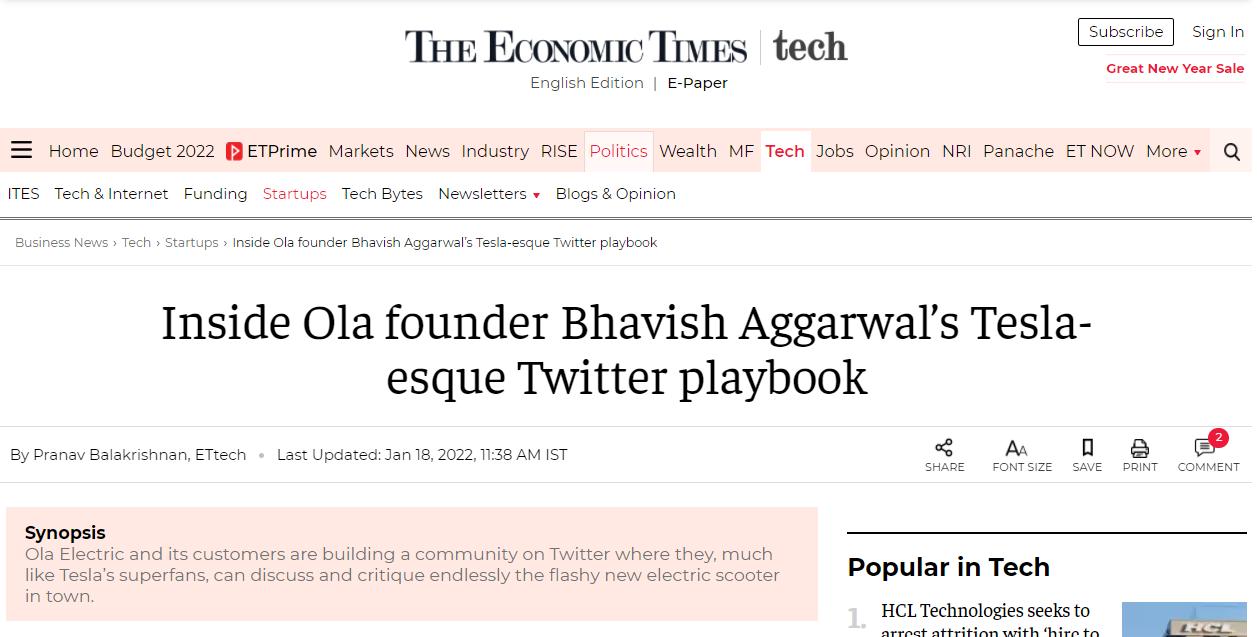 THE ECONOMIC TIMES | tech
Subscribe Sign In
English Edition | E-Paper
Great New Year Sale
Home Budget 2022 ETPrime Markets News Industry RISE Politics Wealth MF Tech Jobs Opinion NRI Panache ET NOW More
ITES Tech & Internet Funding Startups Tech Bytes Newsletters Blogs & Opinion
Business News › Tech › Startups › Inside Ola founder Bhavish Aggarwal’s Tesla-esque Twitter playbook
Inside Ola founder Bhavish Aggarwal’s Tesla-
esque Twitter playbook
By Pranav Balakrishnan, ETtech • Last Updated: Jan 18, 2022, 11:38 AM IST
2
SHARE FONT SIZE SAVE PRINT COMMENT
Synopsis
Ola Electric and its customers are building a community on Twitter where they, much
like Tesla’s superfans, can discuss and critique endlessly the flashy new electric scooter
in town.
Popular in Tech
1. HCL Technologies seeks to
arrest attrition with ‘hire to
HCL